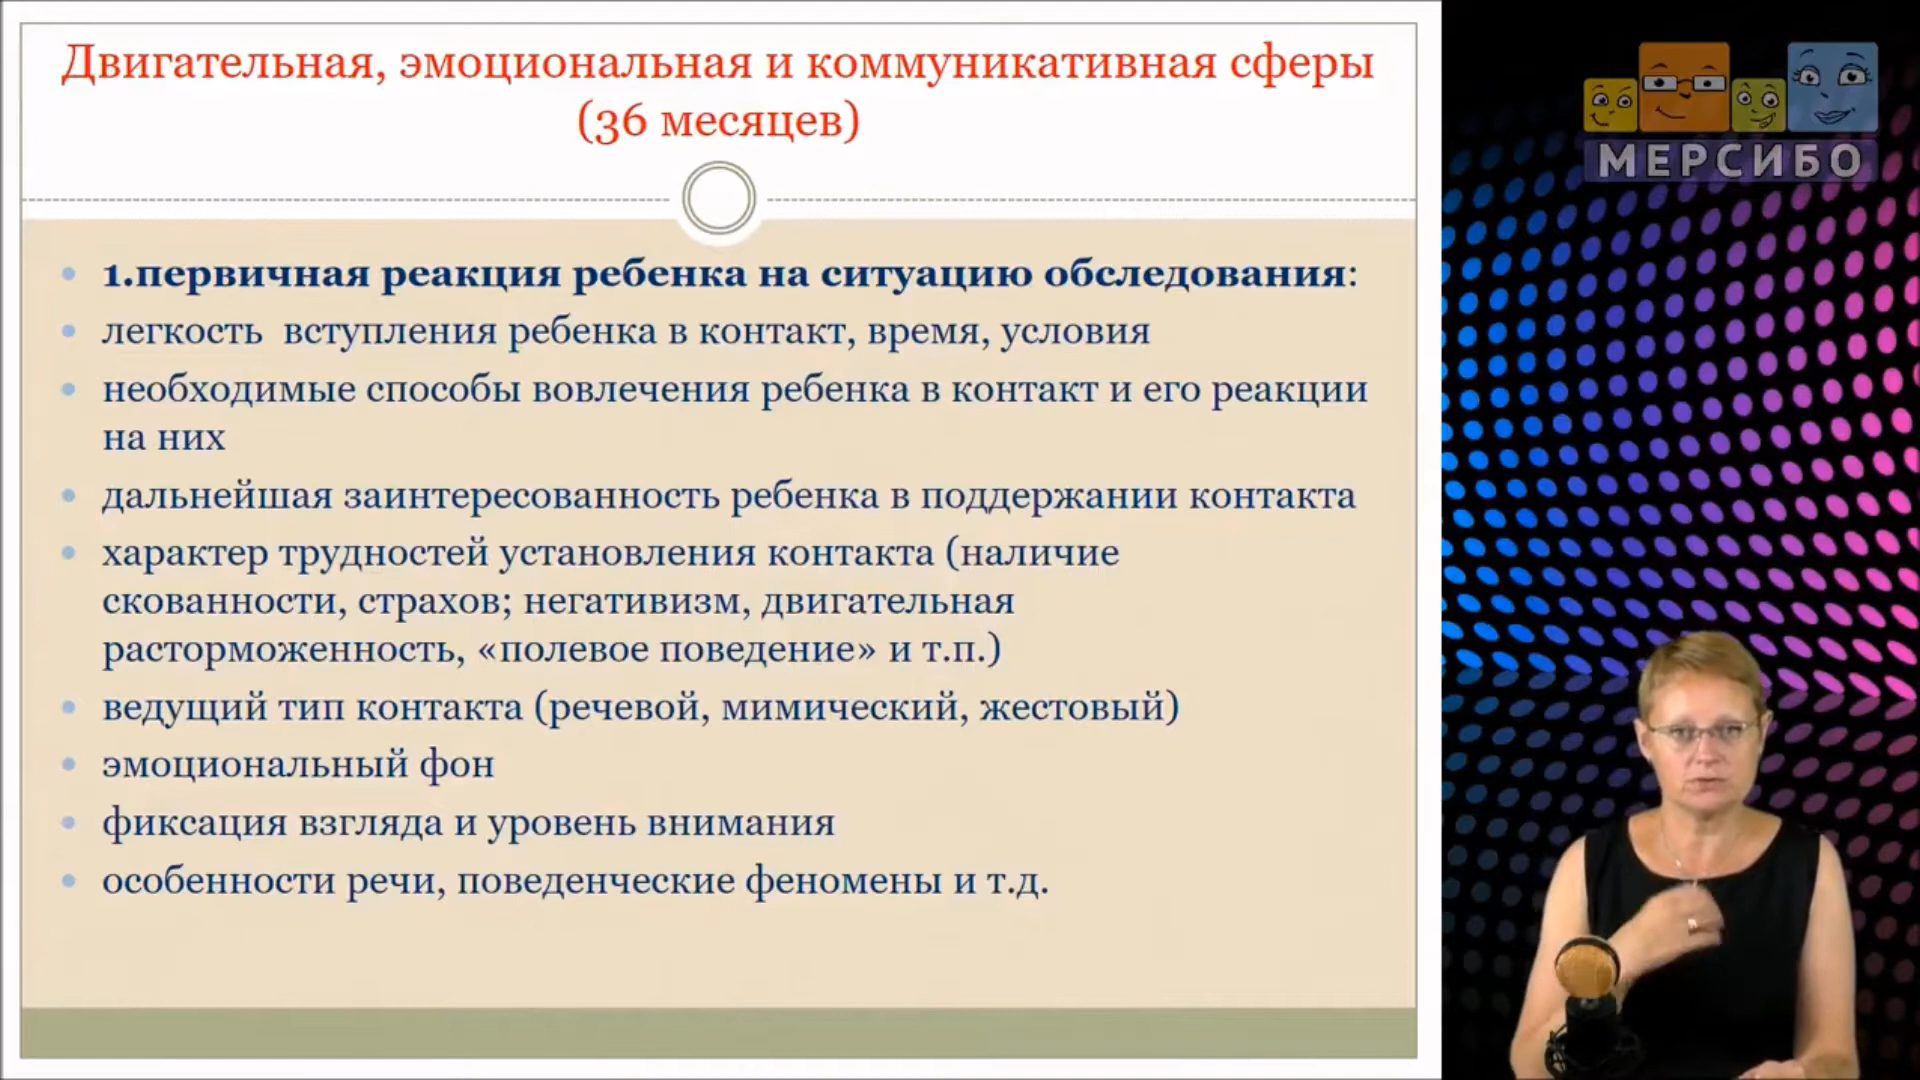 Двигательная, эмоциональная и коммуникативная сферы
(36 месяцев)
МЕРСИБО
1.первичная реакция ребенка на ситуацию обследования:
легкость вступления ребенка в контакт, время, условия
необходимые способы вовлечения ребенка в контакт и его реакции
на них
дальнейшая заинтересованность ребенка в поддержании контакта
характер трудностей установления контакта (наличие
скованности, страхов; негативизм, двигательная
расторможенность, «полевое поведение» и т.п.)
ведущий тип контакта (речевой, мимический, жестовый)
эмоциональный фон
фиксация взгляда и уровень внимания
особенности речи, поведенческие феномены и т.д.